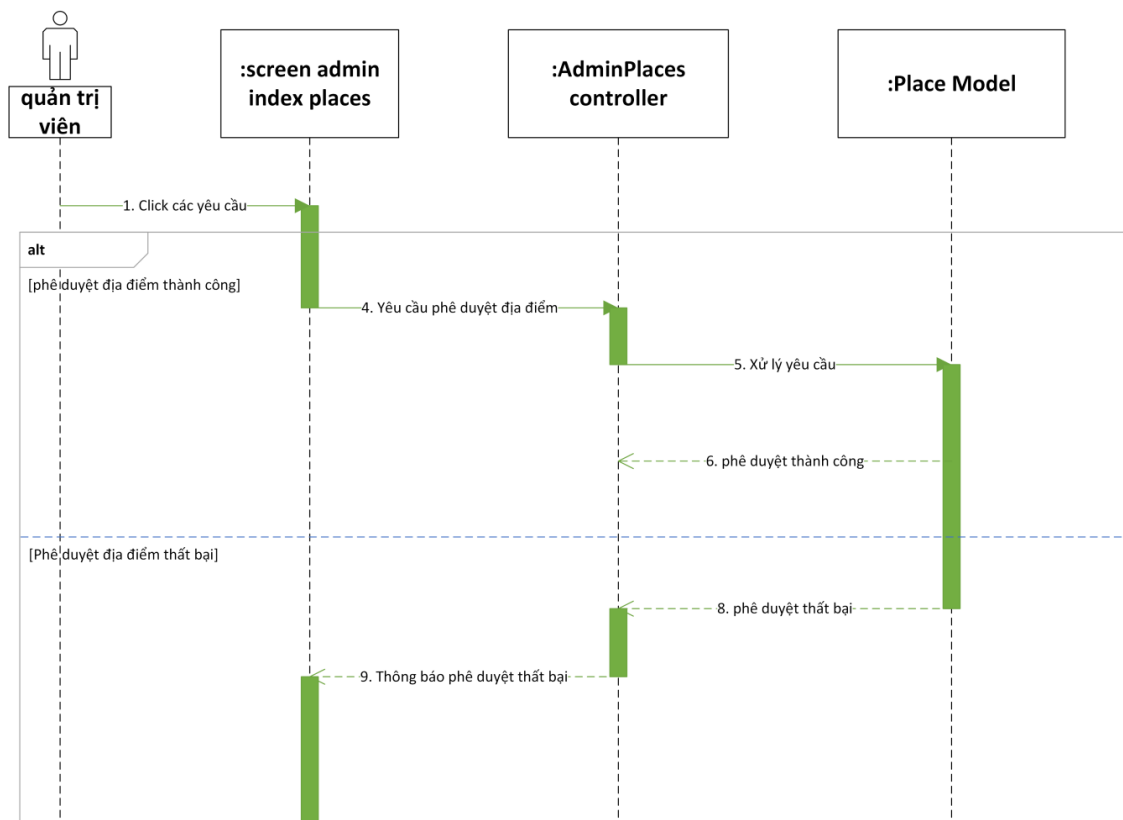 quản trị
viên
:screen admin
index places
:AdminPlaces
controller
:Place Model
1. Click các yêu cầu
alt
[phê duyệt địa điểm thành công]
4. Yêu cầu phê duyệt địa điểm
5. Xử lý yêu cầu
6. phê duyệt thành công
[Phê duyệt địa điểm thất bại]
8. phê duyệt thất bại
9. Thông báo phê duyệt thất bại